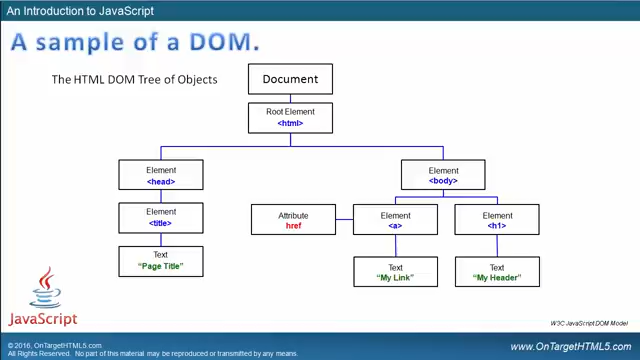 An Introduction to JavaScript
A sample of a DOM.
The HTML DOM Tree of Objects
Document
Root Element
<html>
Element
<head>
Element
<body>
Element
<title>
Attribute
href
Element
<a>
Element
<h1>
Text
"Page Title"
Text
"My Link"
Text
"My Header"
JavaScript
W3C JavaScript DOM Model
© 2016, OnTargetHTML5.com
All Rights Reserved. No part of this material may be reproduced or transmitted by any means.
www.OnTargetHTML5.com